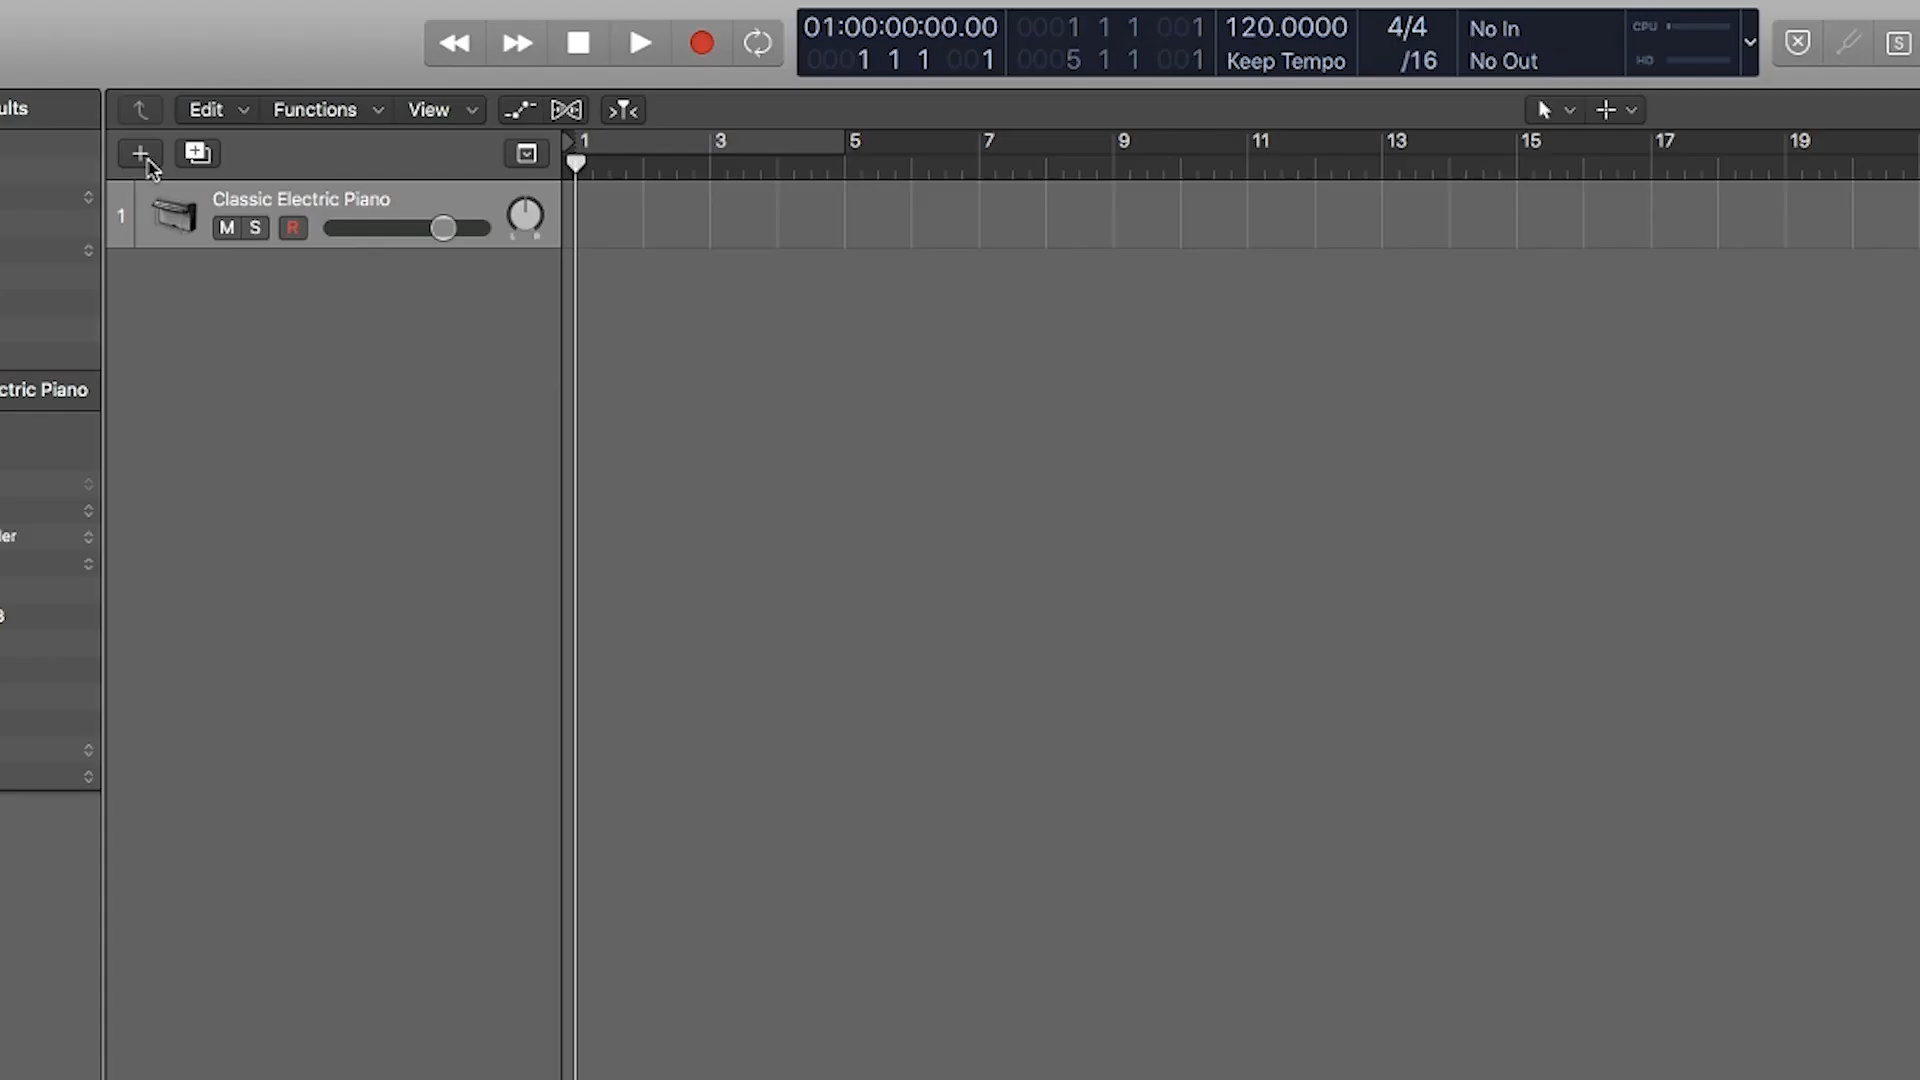 01:00:00:00.00
0001 1 1 001
0001 1 1 001
0005 1 1 001
120.0000
Keep Tempo
4/4
/16
No In
No Out
CPU
HD
S
ults
Edit
Functions
View
1 3 5 7 9 11 13 15 17 19
1
Classic Electric Piano
M S R
ctric Piano
ler
3